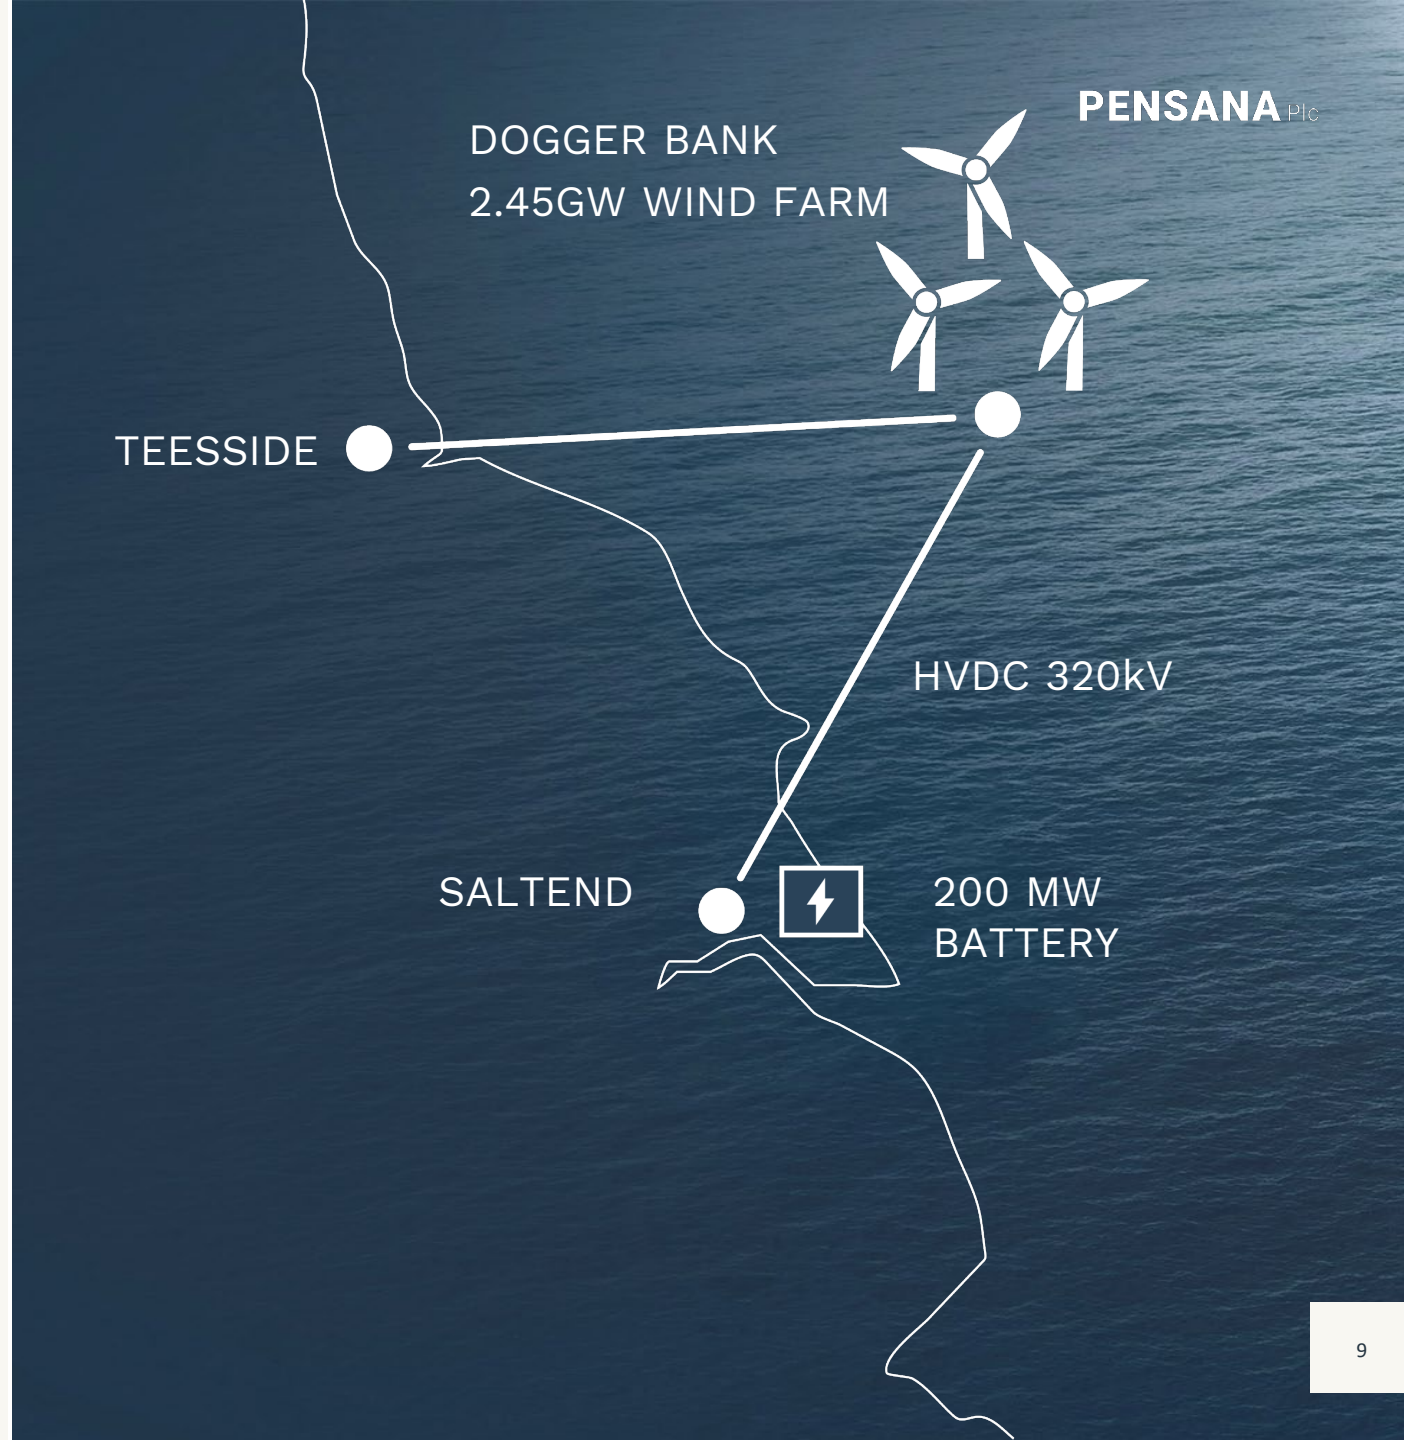 PENSANA Plc
DOGGER BANK
2.45GW WIND FARM
TEESSIDE
HVDC 320kV
SALTEND
200 MW
BATTERY
9